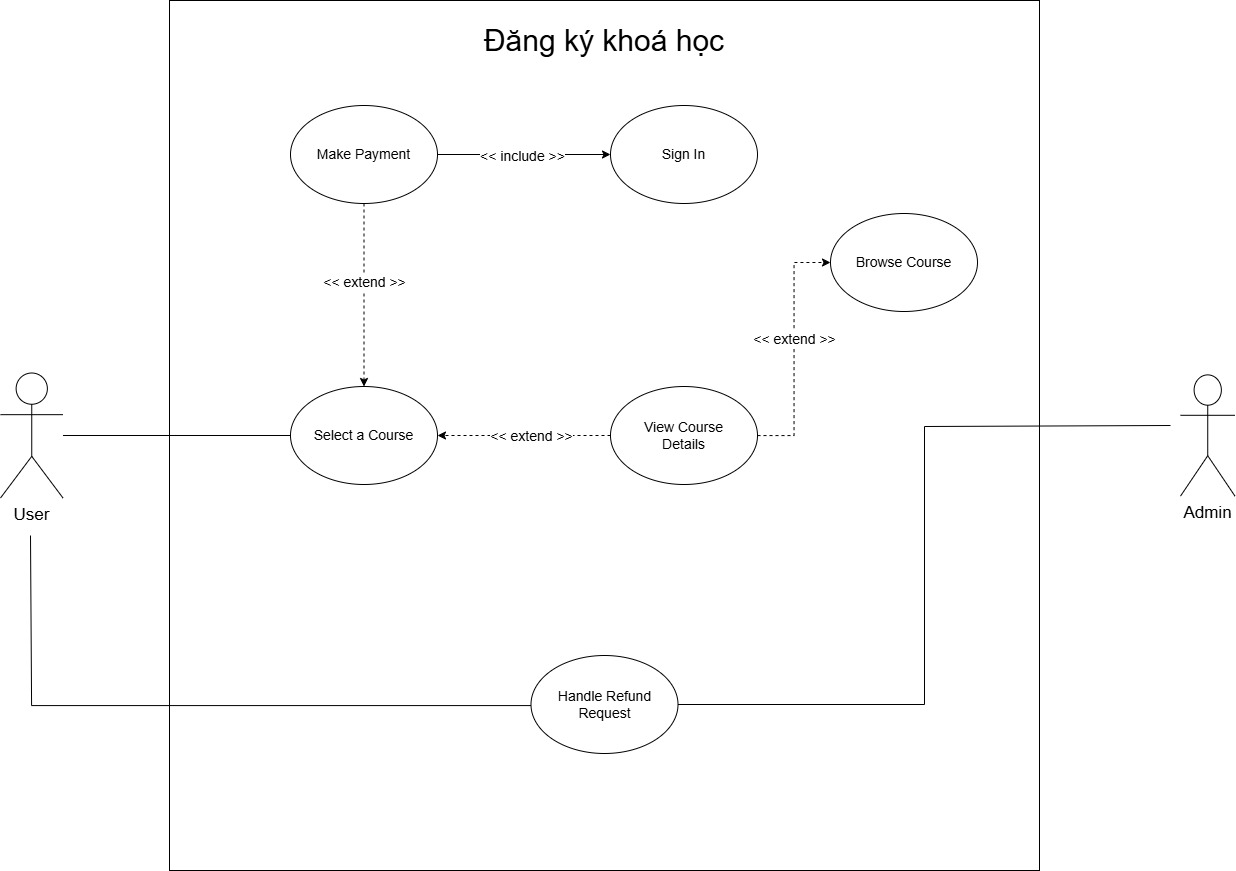 Đăng ký khoá học
Make Payment
<< include >>
Sign In
Browse Course
<< extend >>
<< extend >>
Select a Course
<< extend >>
View Course
Details
User
Admin
Handle Refund
Request